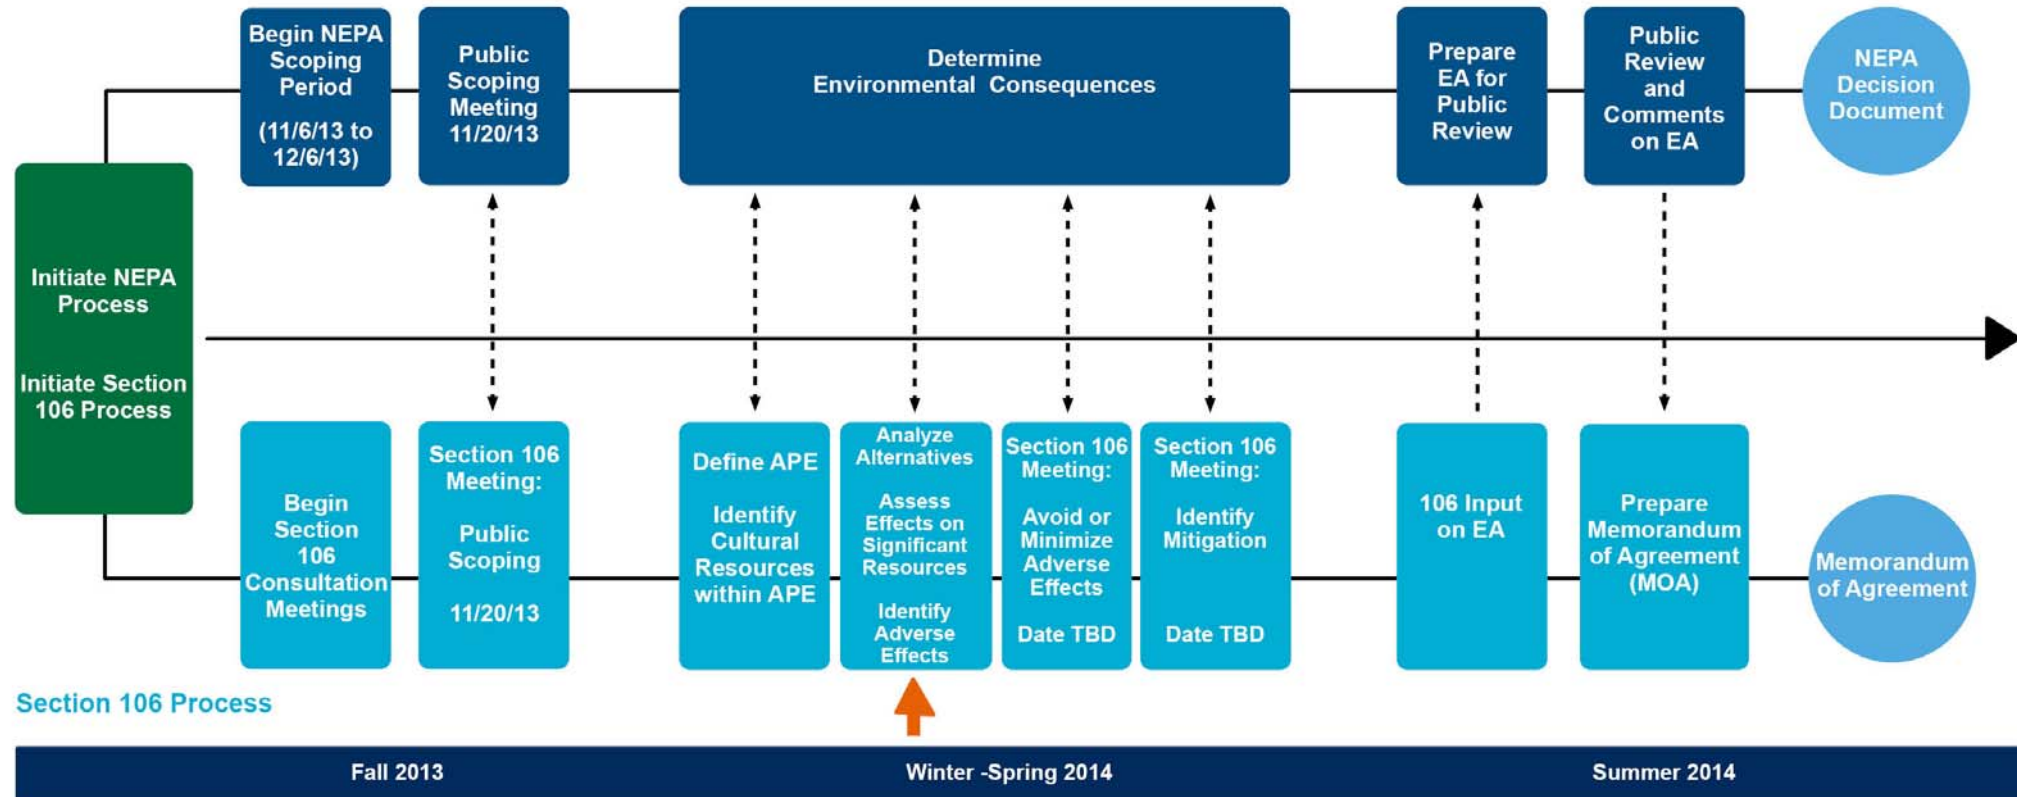 Begin NEPA
Scoping
Period
(11/6/13 to
12/6/13)
Public
Scoping
Meeting
11/20/13
Determine
Environmental Consequences
Prepare
EA for
Public
Review
Public
Review
and
Comments
on EA
NEPA
Decision
Document
Initiate NEPA
Process
Initiate Section
106 Process
Begin
Section
106
Consultation
Meetings
Section 106
Meeting:
Public
Scoping
11/20/13
Define APE
Identify
Cultural
Resources
within APE
Analyze
Alternatives
Assess
Effects on
Significant
Resources
Identify
Adverse
Effects
Section 106
Meeting:
Avoid or
Minimize
Adverse
Effects
Date TBD
Section 106
Meeting:
Identify
Mitigation
Date TBD
106 Input
on EA
Prepare
Memorandum
of Agreement
(MOA)
Memorandum
of Agreement
Section 106 Process
Fall 2013
Winter -Spring 2014
Summer 2014